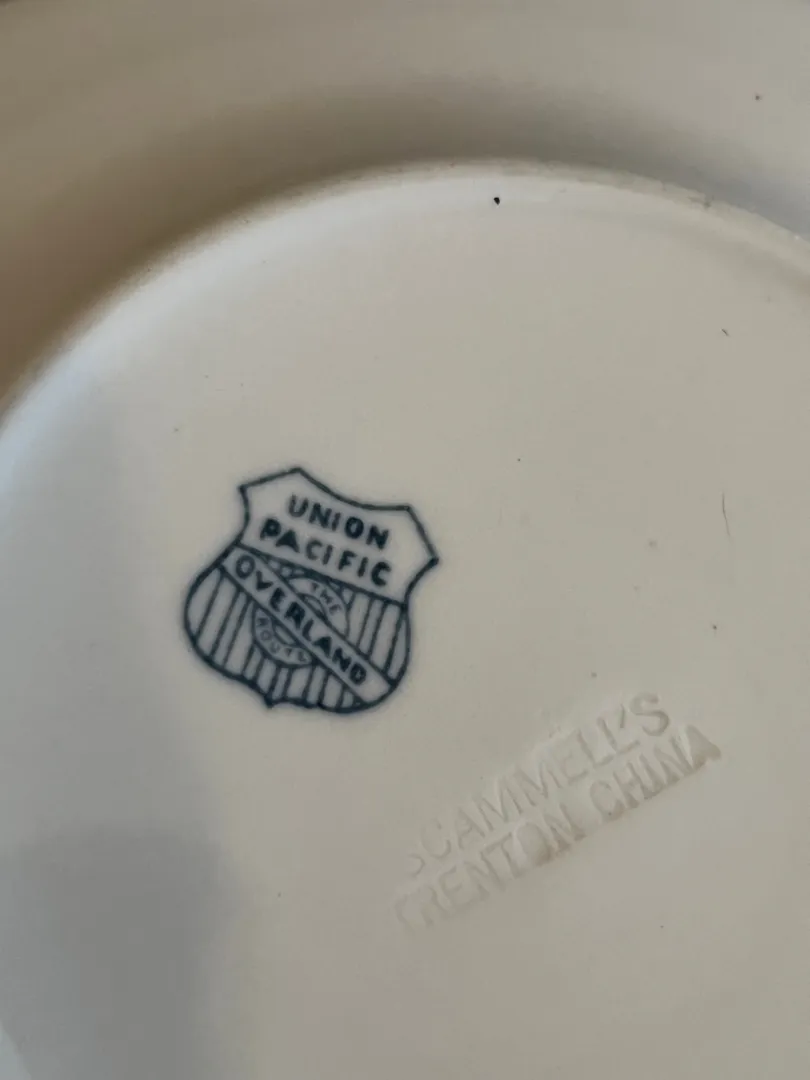 UNION
PACIFIC
OVERLAND
THE
ROUTE
SCAMMELL'S
TRENTON CHINA